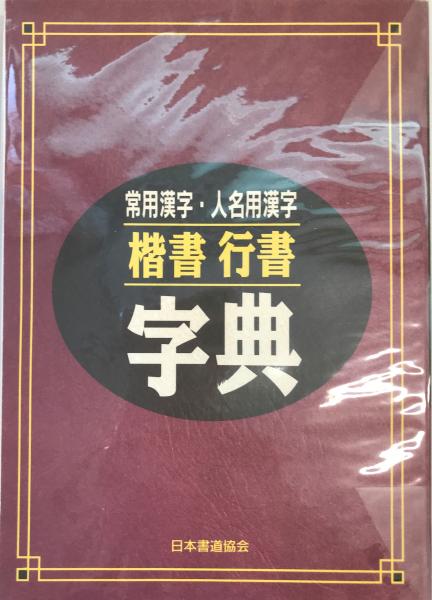 常用漢字・人名用漢字
楷書 行書
字典
日本書道協会